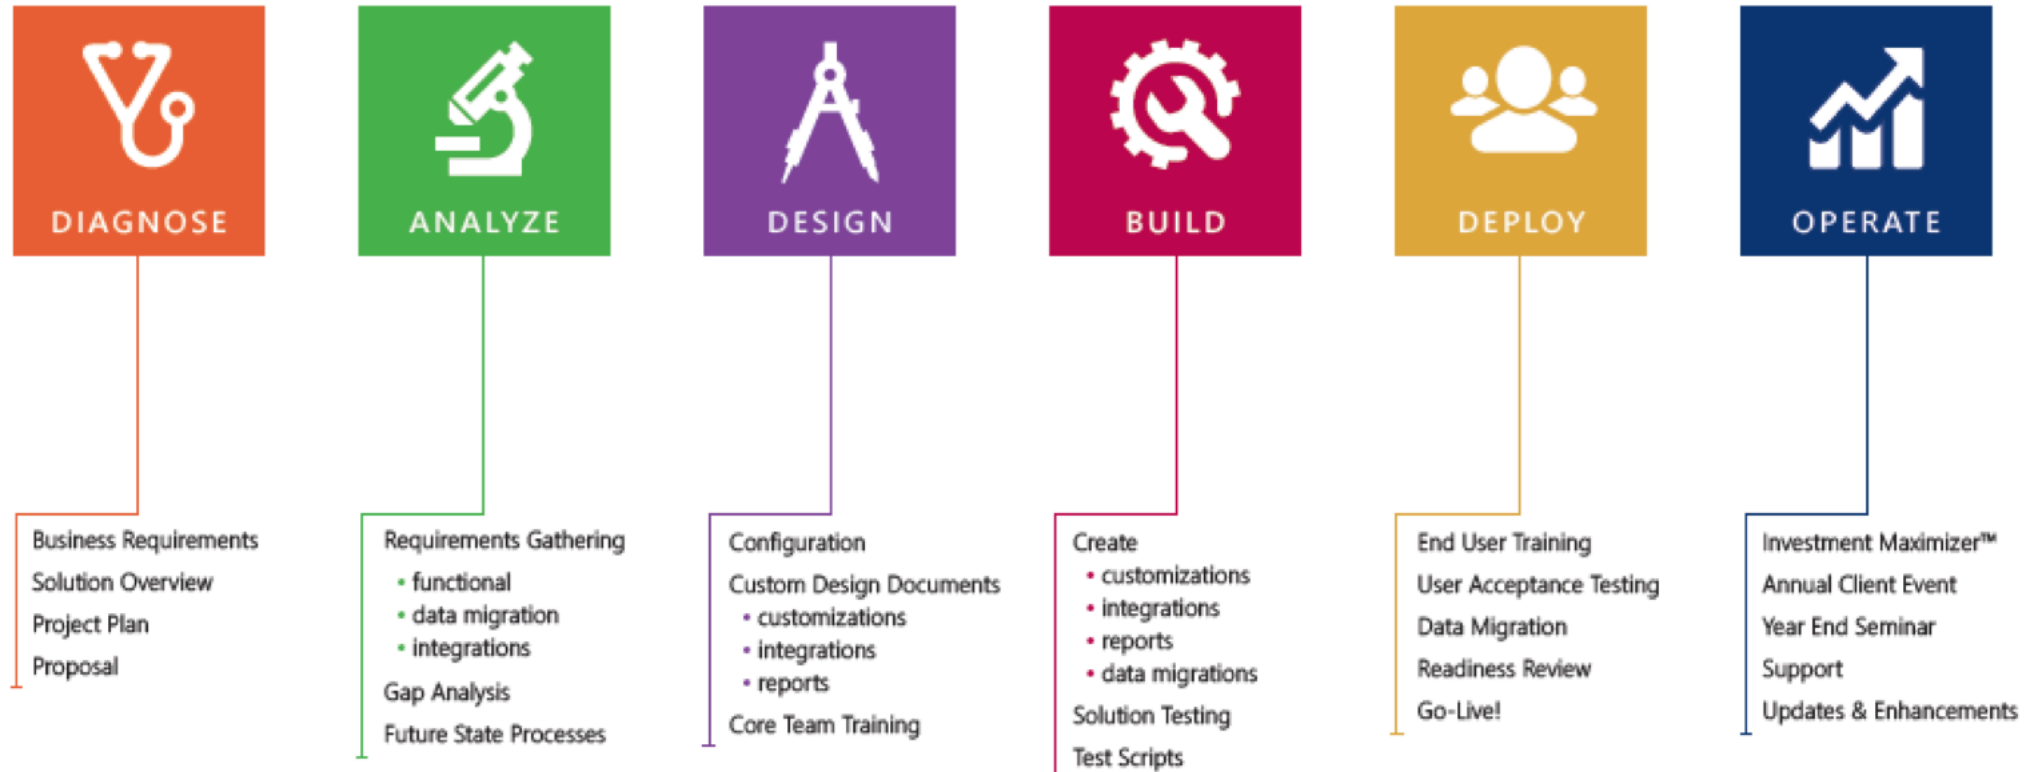 DIAGNOSE
Business Requirements
Solution Overview
Project Plan
Proposal
ANALYZE
Requirements Gathering
• functional
• data migration
• integrations
Gap Analysis
Future State Processes
DESIGN
Configuration
Custom Design Documents
• customizations
• integrations
• reports
Core Team Training
BUILD
Create
• customizations
• integrations
• reports
• data migrations
Solution Testing
Test Scripts
DEPLOY
End User Training
User Acceptance Testing
Data Migration
Readiness Review
Go-Live!
OPERATE
Investment Maximizer™
Annual Client Event
Year End Seminar
Support
Updates & Enhancements